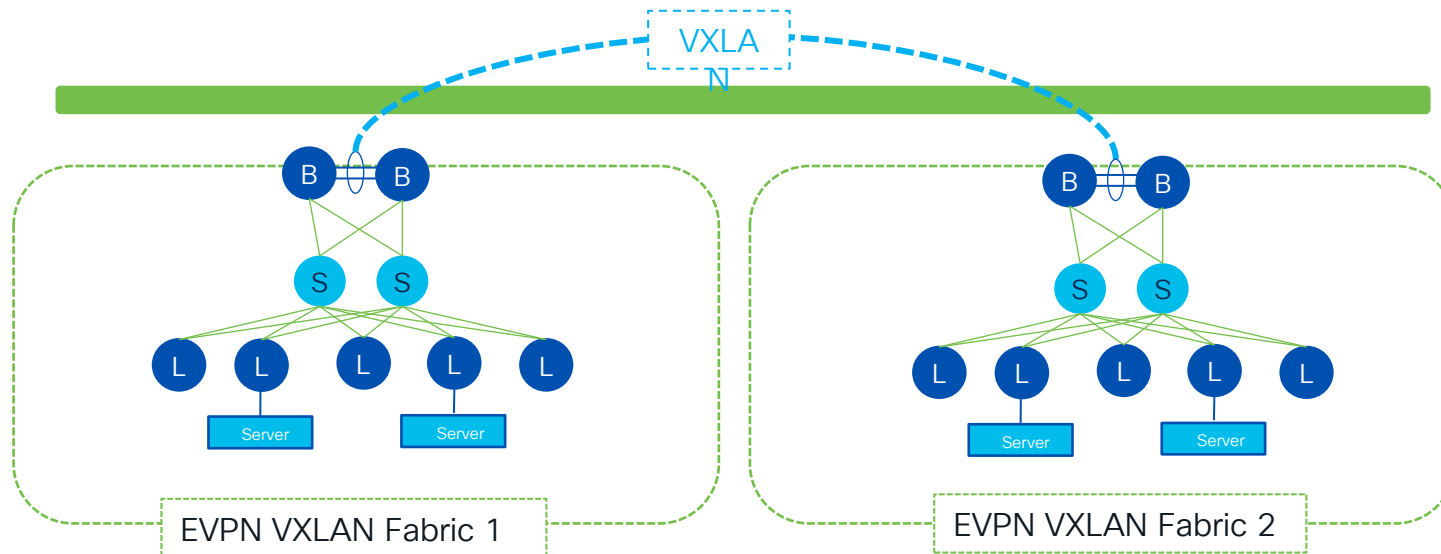 VXLA
N
B B B B
S S S S
L L L L L L L L L L
Server Server Server Server
EVPN VXLAN Fabric 1 EVPN VXLAN Fabric 2